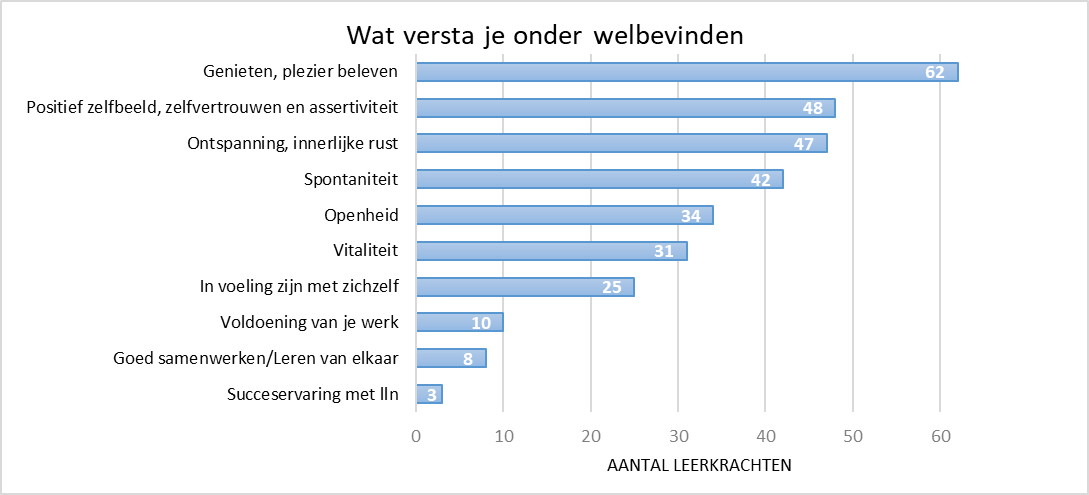 Wat versta je onder welbevinden
Genieten, plezier beleven 62
Positief zelfbeeld, zelfvertrouwen en assertiviteit 48
Ontspanning, innerlijke rust 47
Spontaniteit 42
Openheid 34
Vitaliteit 31
In voeling zijn met zichzelf 25
Voldoening van je werk 10
Goed samenwerken/Leren van elkaar 8
Succeservaring met lln 3
0 10 20 30 40 50 60
AANTAL LEERKRACHTEN